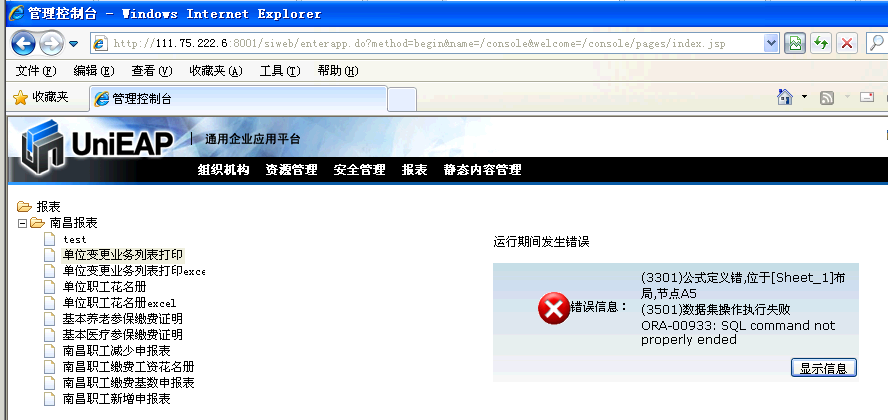 管理控制台 - Windows Internet Explorer
http://111.75.222.6:8001/siweb/enterapp.do?method=begin&name=/console&welcome=/console/pages/index.jsp
文件(F) 编辑(E) 查看(V) 收藏夹(A) 工具(T) 帮助(H)
收藏夹 管理控制台
UniEAP 通用企业应用平台
组织机构 资源管理 安全管理 报表 静态内容管理
报表
南昌报表
test
单位变更业务列表打印
单位变更业务列表打印exce
单位职工花名册
单位职工花名册excel
基本养老参保缴费证明
基本医疗参保缴费证明
南昌职工减少申报表
南昌职工缴费工资花名册
南昌职工缴费基数申报表
南昌职工新增申报表
运行期间发生错误
错误信息：
(3301)公式定义错,位于[Sheet_1]布
局,节点A5
(3501)数据集操作执行失败
ORA-00933: SQL command not
properly ended
显示信息